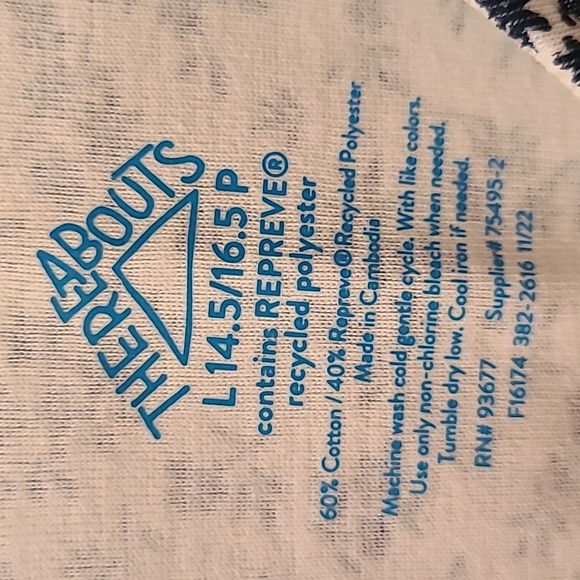 THEREABOUTS
L 14.5/16.5 P
contains REPREVE®
recycled polyester
60% Cotton / 40% Repreve® Recycled Polyester
Made in Cambodia
Machine wash cold gentle cycle. With like colors.
Use only non-chlorine bleach when needed.
Tumble dry low. Cool iron if needed.
RN# 93677 Supplier# 75495-2
F16174 382-2616 11/22